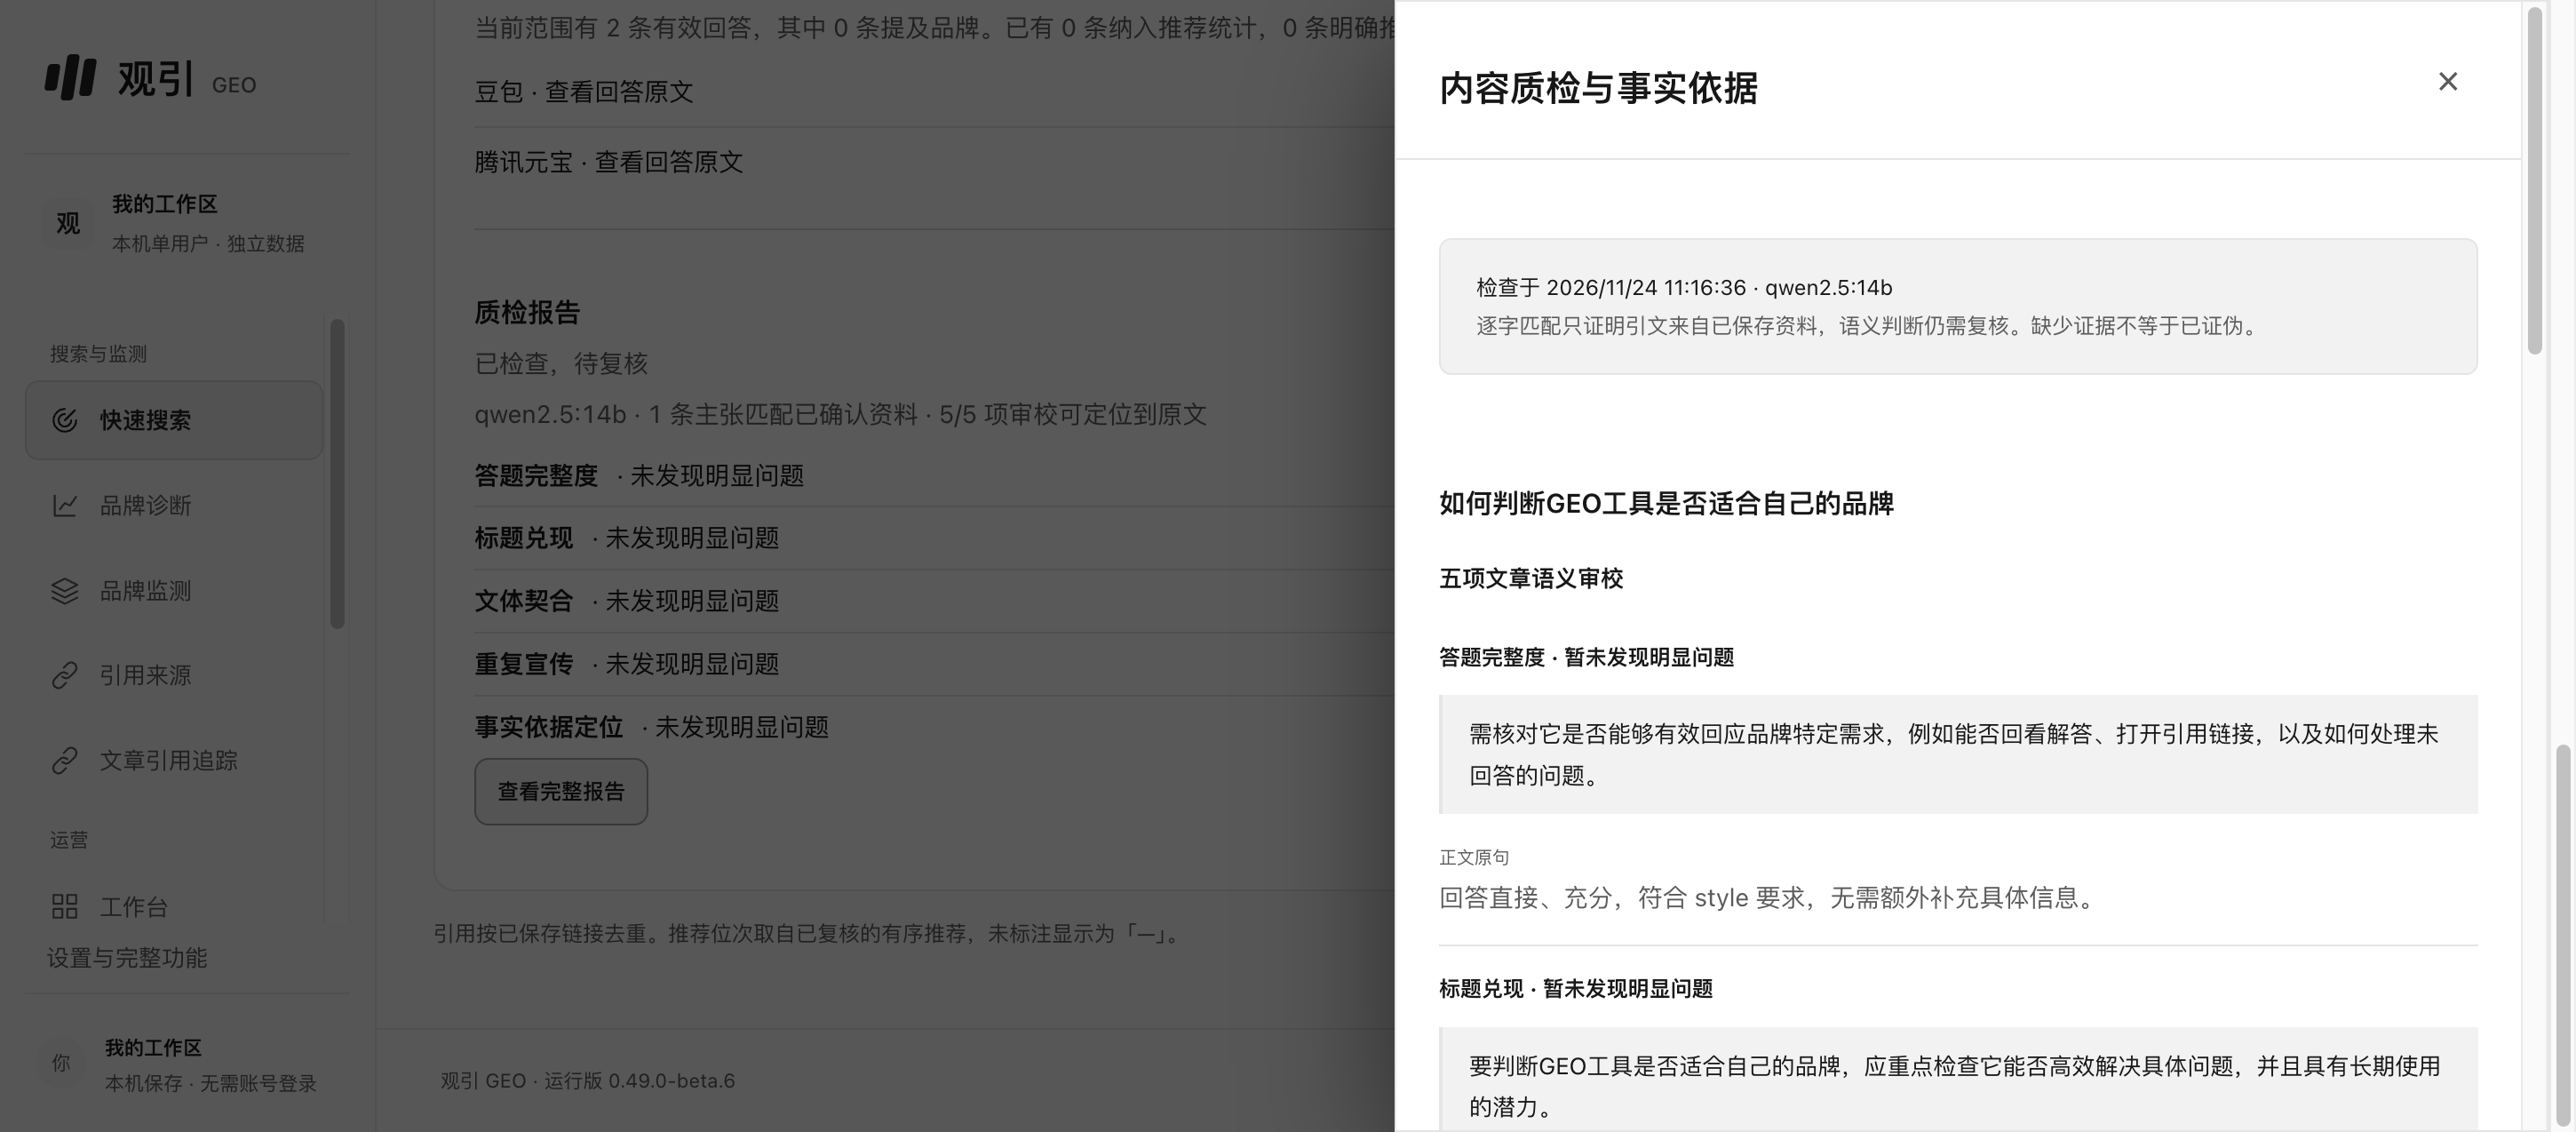 观引 GEO
我的工作区
观
本机单用户 · 独立数据
搜索与监测
快速搜索
品牌诊断
品牌监测
引用来源
文章引用追踪
运营
工作台
设置与完整功能
你
我的工作区
本机保存 · 无需账号登录
当前范围有 2 条有效回答，其中 0 条提及品牌。已有 0 条纳入推荐统计，0 条明确
豆包 · 查看回答原文
腾讯元宝 · 查看回答原文
质检报告
已检查，待复核
qwen2.5:14b · 1 条主张匹配已确认资料 · 5/5 项审校可定位到原文
答题完整度 · 未发现明显问题
标题兑现 · 未发现明显问题
文体契合 · 未发现明显问题
重复宣传 · 未发现明显问题
事实依据定位 · 未发现明显问题
查看完整报告
引用按已保存链接去重。推荐位次取自已复核的有序推荐，未标注显示为「—」。
观引 GEO · 运行版 0.49.0-beta.6
内容质检与事实依据
×
检查于 2026/11/24 11:16:36 · qwen2.5:14b
逐字匹配只证明引文来自已保存资料，语义判断仍需复核。缺少证据不等于已证伪。
如何判断GEO工具是否适合自己的品牌
五项文章语义审校
答题完整度 · 暂未发现明显问题
需核对它是否能够有效回应品牌特定需求，例如能否回看解答、打开引用链接，以及如何处理未
回答的问题。
正文原句
回答直接、充分，符合 style 要求，无需额外补充具体信息。
标题兑现 · 暂未发现明显问题
要判断GEO工具是否适合自己的品牌，应重点检查它能否高效解决具体问题，并且具有长期使用
的潜力。